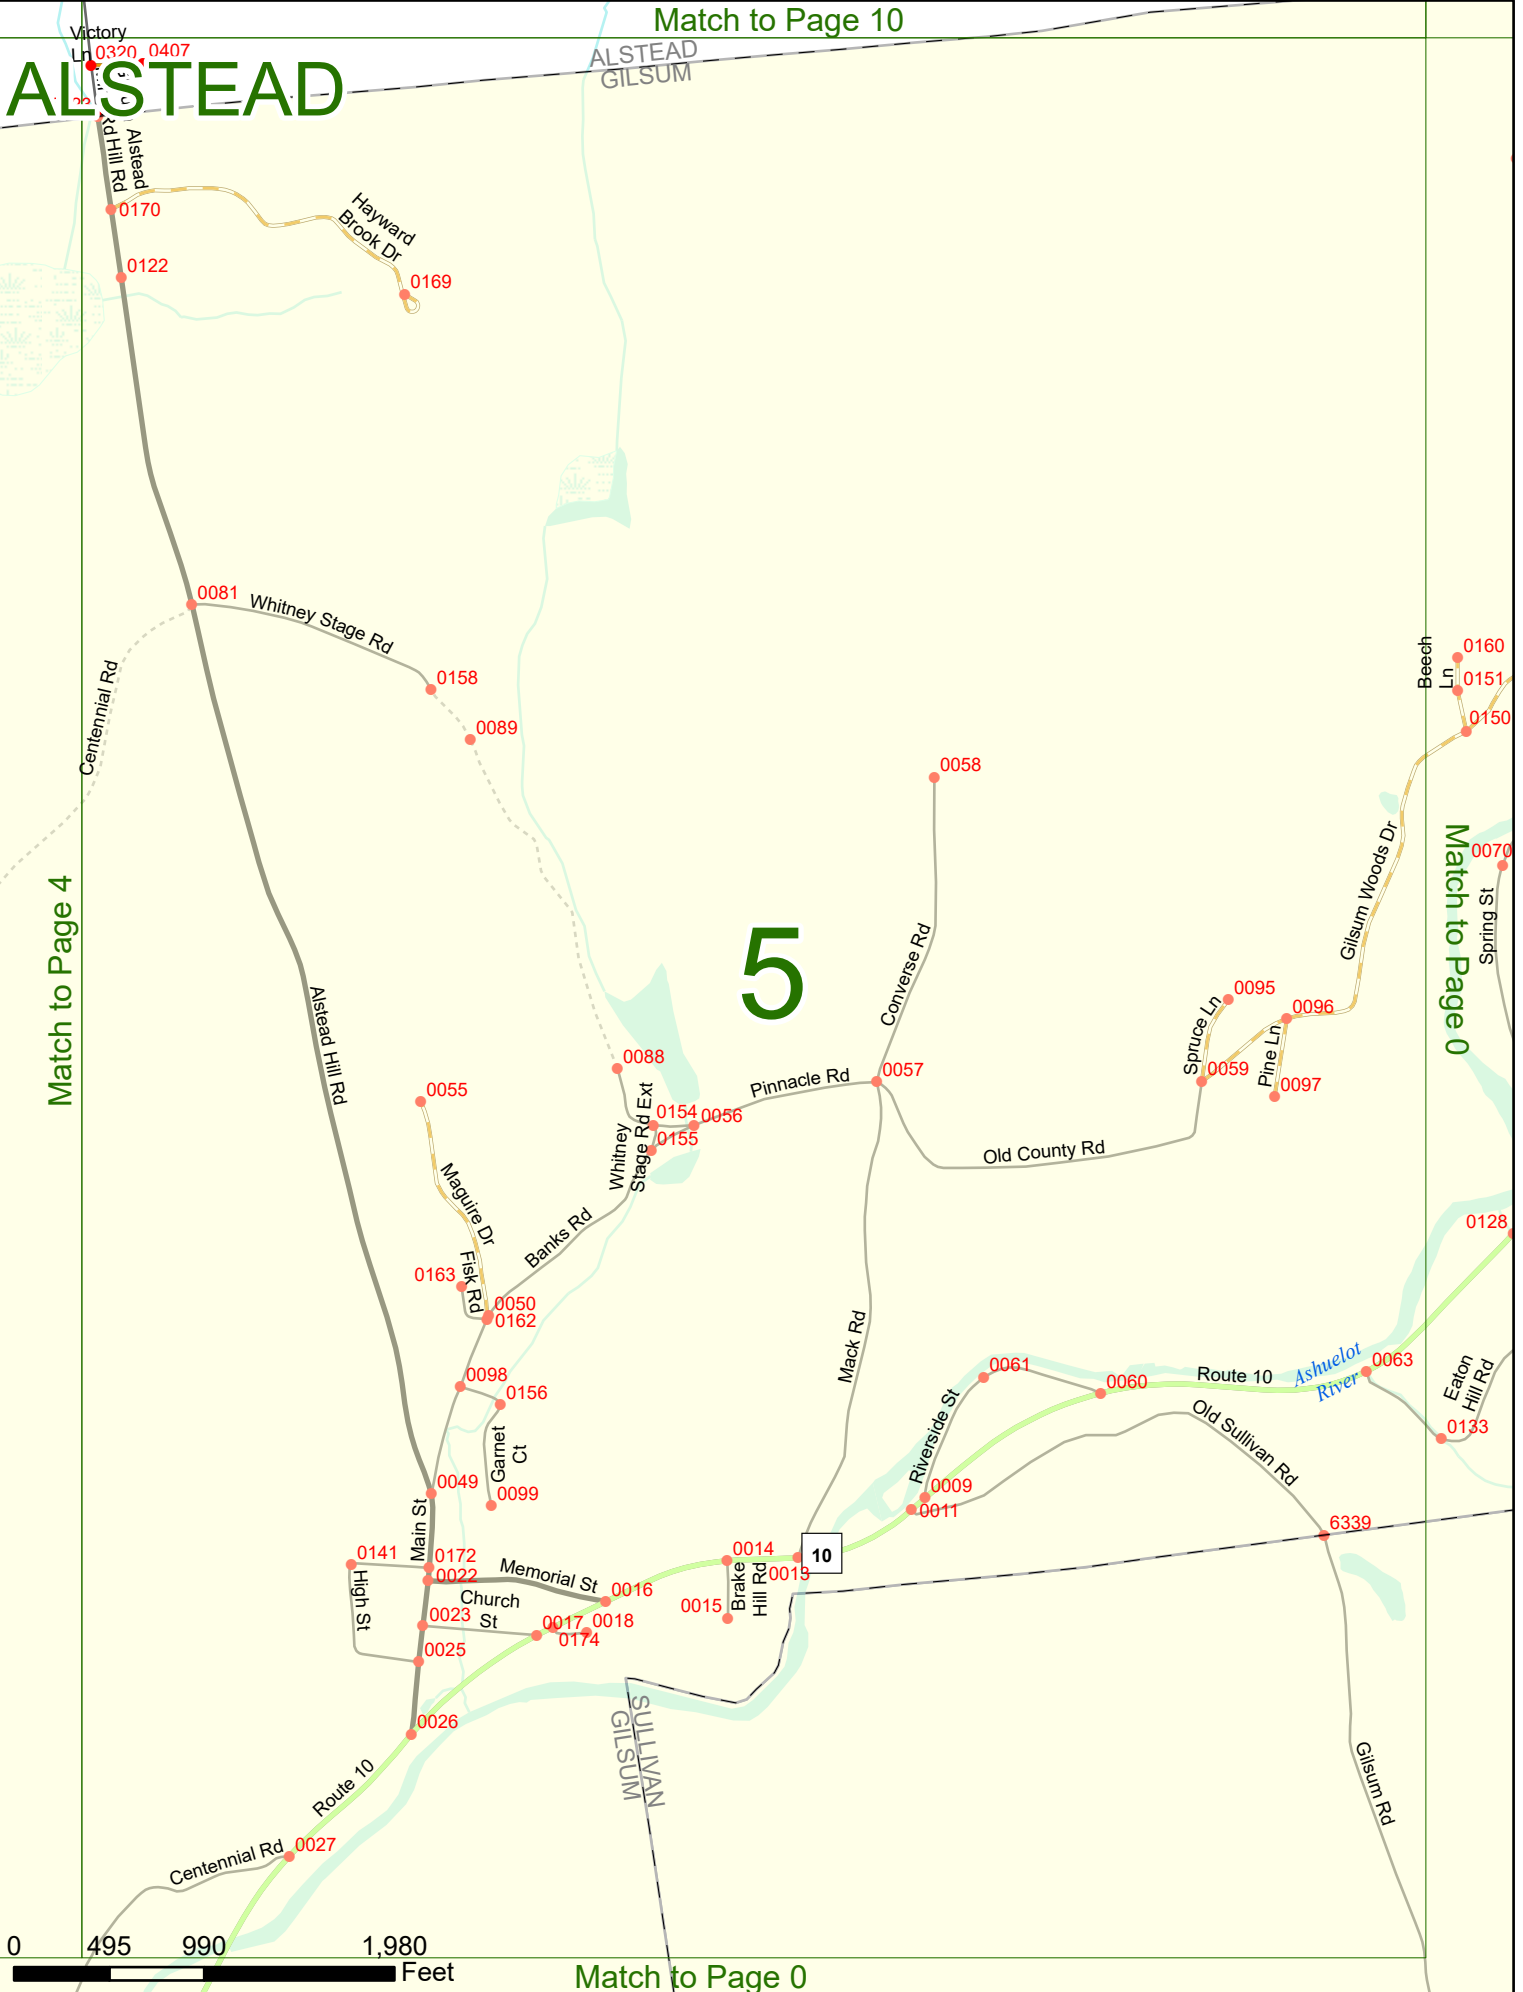 Match to Page 10
Victory
Ln
0320
0407
ALSTEAD
GILSUM
ALSTEAD
Rd
Hill Rd
Alstead
0170
Hayward
Brook Dr
0122
0169
0081
Whitney Stage Rd
Centennial Rd
0158
0089
0058
Beech
Ln
0160
0151
0150
Match to Page 4
Alstead Hill Rd
5
Converse Rd
Gilsum Woods Dr
Match to Page 0
0070
Spring St
0095
0096
Spruce Ln
0059
Pine Ln
0097
0088
0055
Whitney
Stage Rd Ext
0154
0056
0155
Pinnacle Rd
0057
Old County Rd
Maguire Dr
Banks Rd
0128
0163
Fisk Rd
0050
0162
Mack Rd
0098
0156
Garnet
Ct
0061
Riverside St
0060
Route 10
Ashuelot
River
0063
Eaton
Hill Rd
0133
Old Sullivan Rd
0049
0099
0009
0011
6339
Main St
0141
0172
0022
High St
Memorial St
0016
Church
St
0023
0017
0018
0174
0025
0014
0013
10
Brake
Hill Rd
0015
0026
SULLIVAN
GILSUM
Route 10
Gilsum Rd
Centennial Rd
0027
0 495 990 1,980
Feet
Match to Page 0